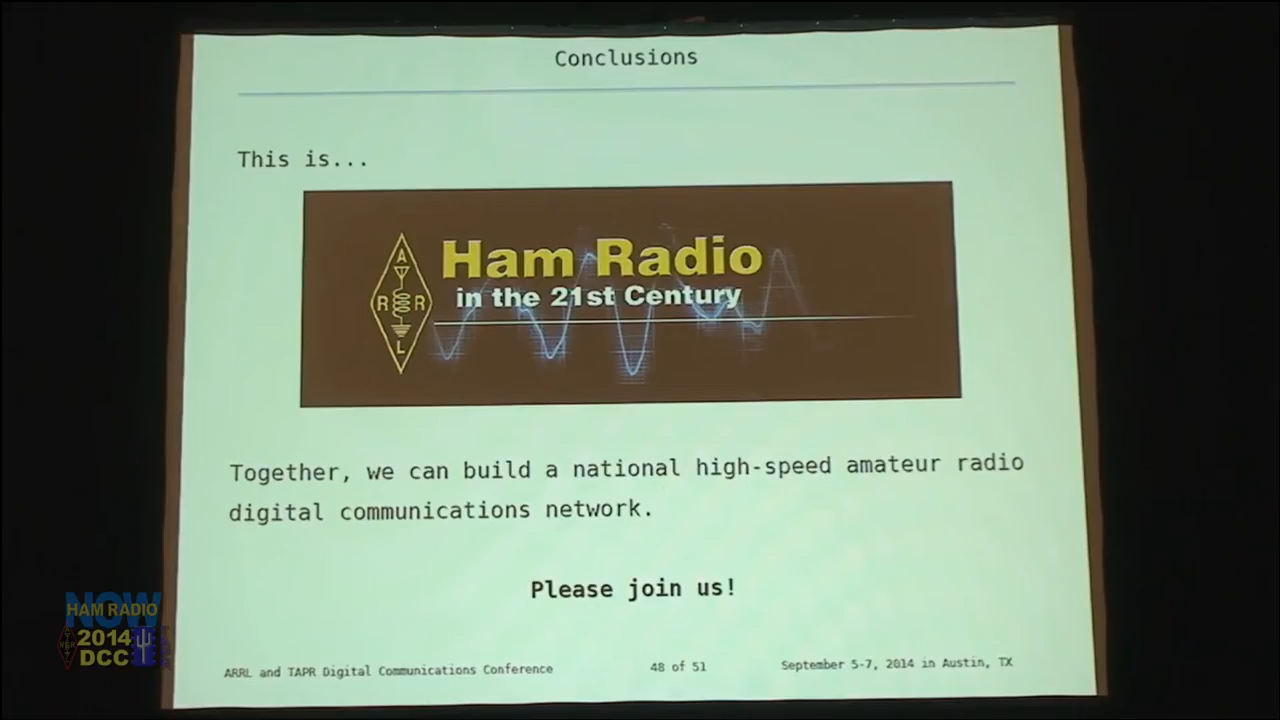 Conclusions
This is...
A
R R
L
Ham Radio
in the 21st Century
Together, we can build a national high-speed amateur radio
digital communications network.
Please join us!
NOW
HAM RADIO
2014
DCC
ARRL and TAPR Digital Communications Conference
48 of 51
September 5-7, 2014 in Austin, TX